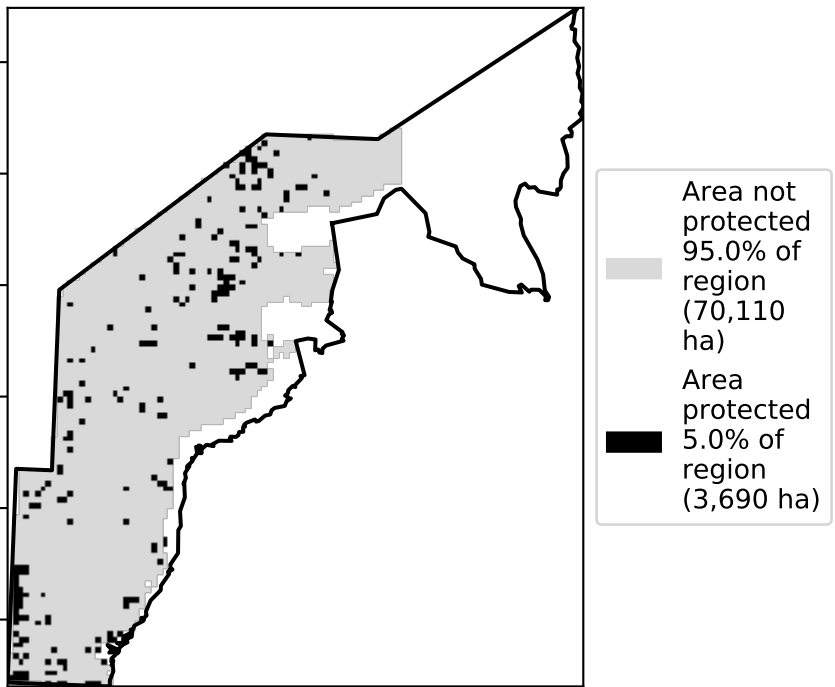 Area not
protected
95.0% of
region
(70,110
ha)
Area
protected
5.0% of
region
(3,690 ha)